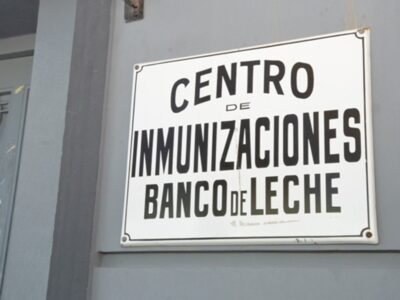 CENTRO
DE
INMUNIZACIONES
BANCO DE LECHE